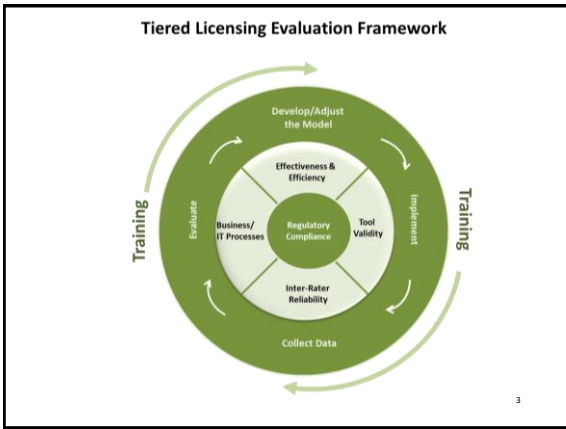 Tiered Licensing Evaluation Framework
Develop/Adjust
the Model
Effectiveness &
Efficiency
Training
Evaluate
Business/
IT Processes
Regulatory
Compliance
Tool
Validity
Implement
Training
Inter-Rater
Reliability
Collect Data
3